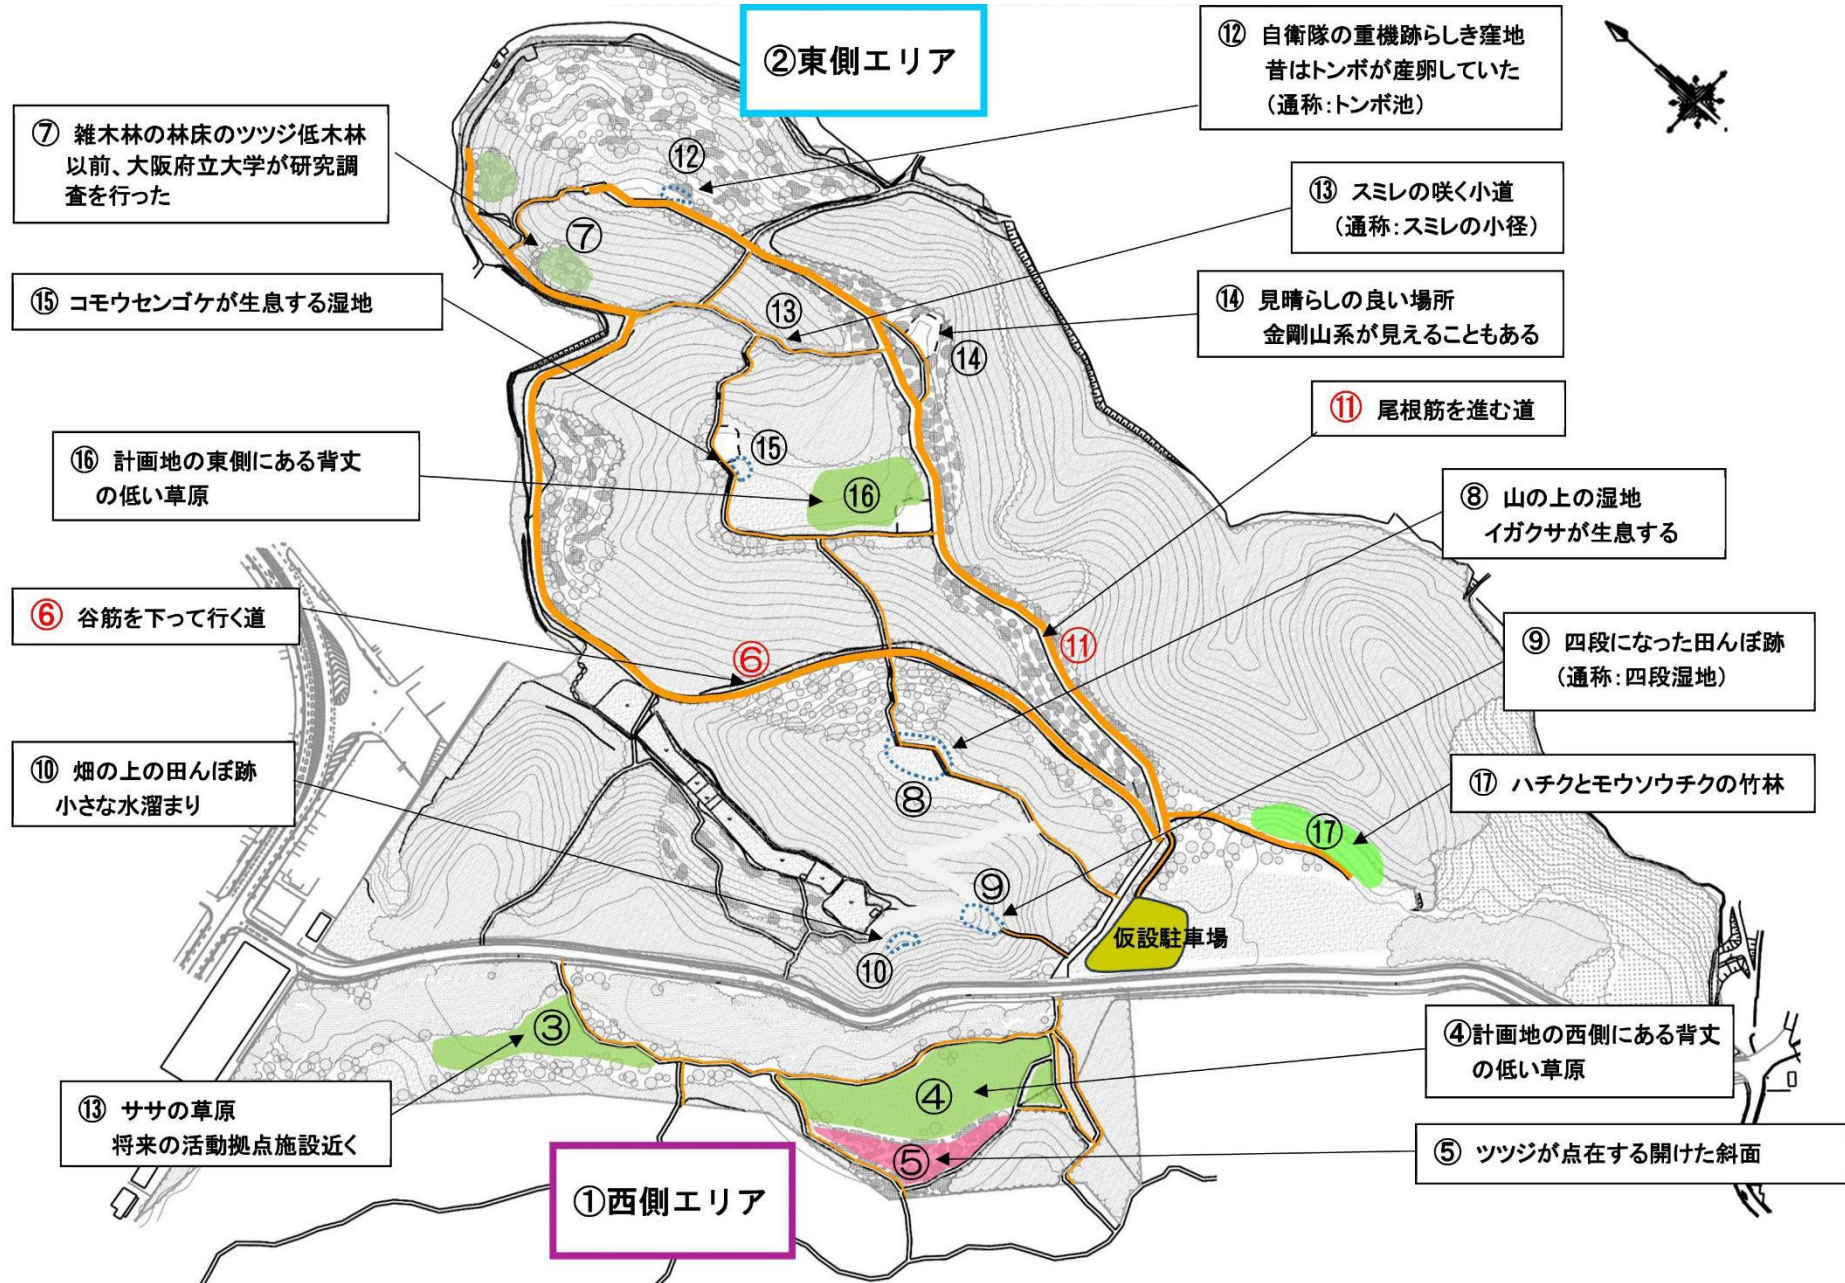 ②東側エリア
⑫ 自衛隊の重機跡らしき窪地
昔はトンボが産卵していた
（通称：トンボ池）
⑦ 雑木林の林床のツツジ低木林
以前、大阪府立大学が研究調
査を行った
⑬ スミレの咲く小道
（通称：スミレの小径）
⑮ コモウセンゴケが生息する湿地
⑭ 見晴らしの良い場所
金剛山系が見えることもある
⑪ 尾根筋を進む道
⑯ 計画地の東側にある背丈
の低い草原
⑧ 山の上の湿地
イガクサが生息する
⑥ 谷筋を下って行く道
⑨ 四段になった田んぼ跡
（通称：四段湿地）
⑩ 畑の上の田んぼ跡
小さな水溜まり
⑰ ハチクとモウソウチクの竹林
④計画地の西側にある背丈
の低い草原
⑬ ササの草原
将来の活動拠点施設近く
⑤ ツツジが点在する開けた斜面
①西側エリア
⑫
⑦
⑬
⑭
⑮
⑯
⑪
⑥
⑧
⑰
⑨
仮設駐車場
⑩
③
④
⑤